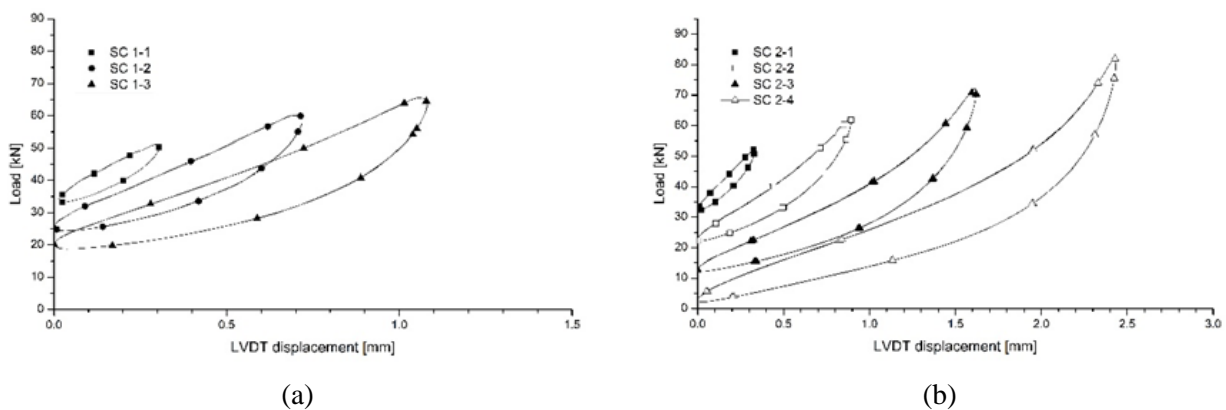 90
80
70
60
50
40
30
20
10
0
Load [kN]
SC 1-1
SC 1-2
SC 1-3
0.0 0.5 1.0 1.5
LVDT displacement [mm]
(a)
90
80
70
60
50
40
30
20
10
0
Load [kN]
SC 2-1
SC 2-2
SC 2-3
SC 2-4
0.0 0.5 1.0 1.5 2.0 2.5 3.0
LVDT displacement [mm]
(b)